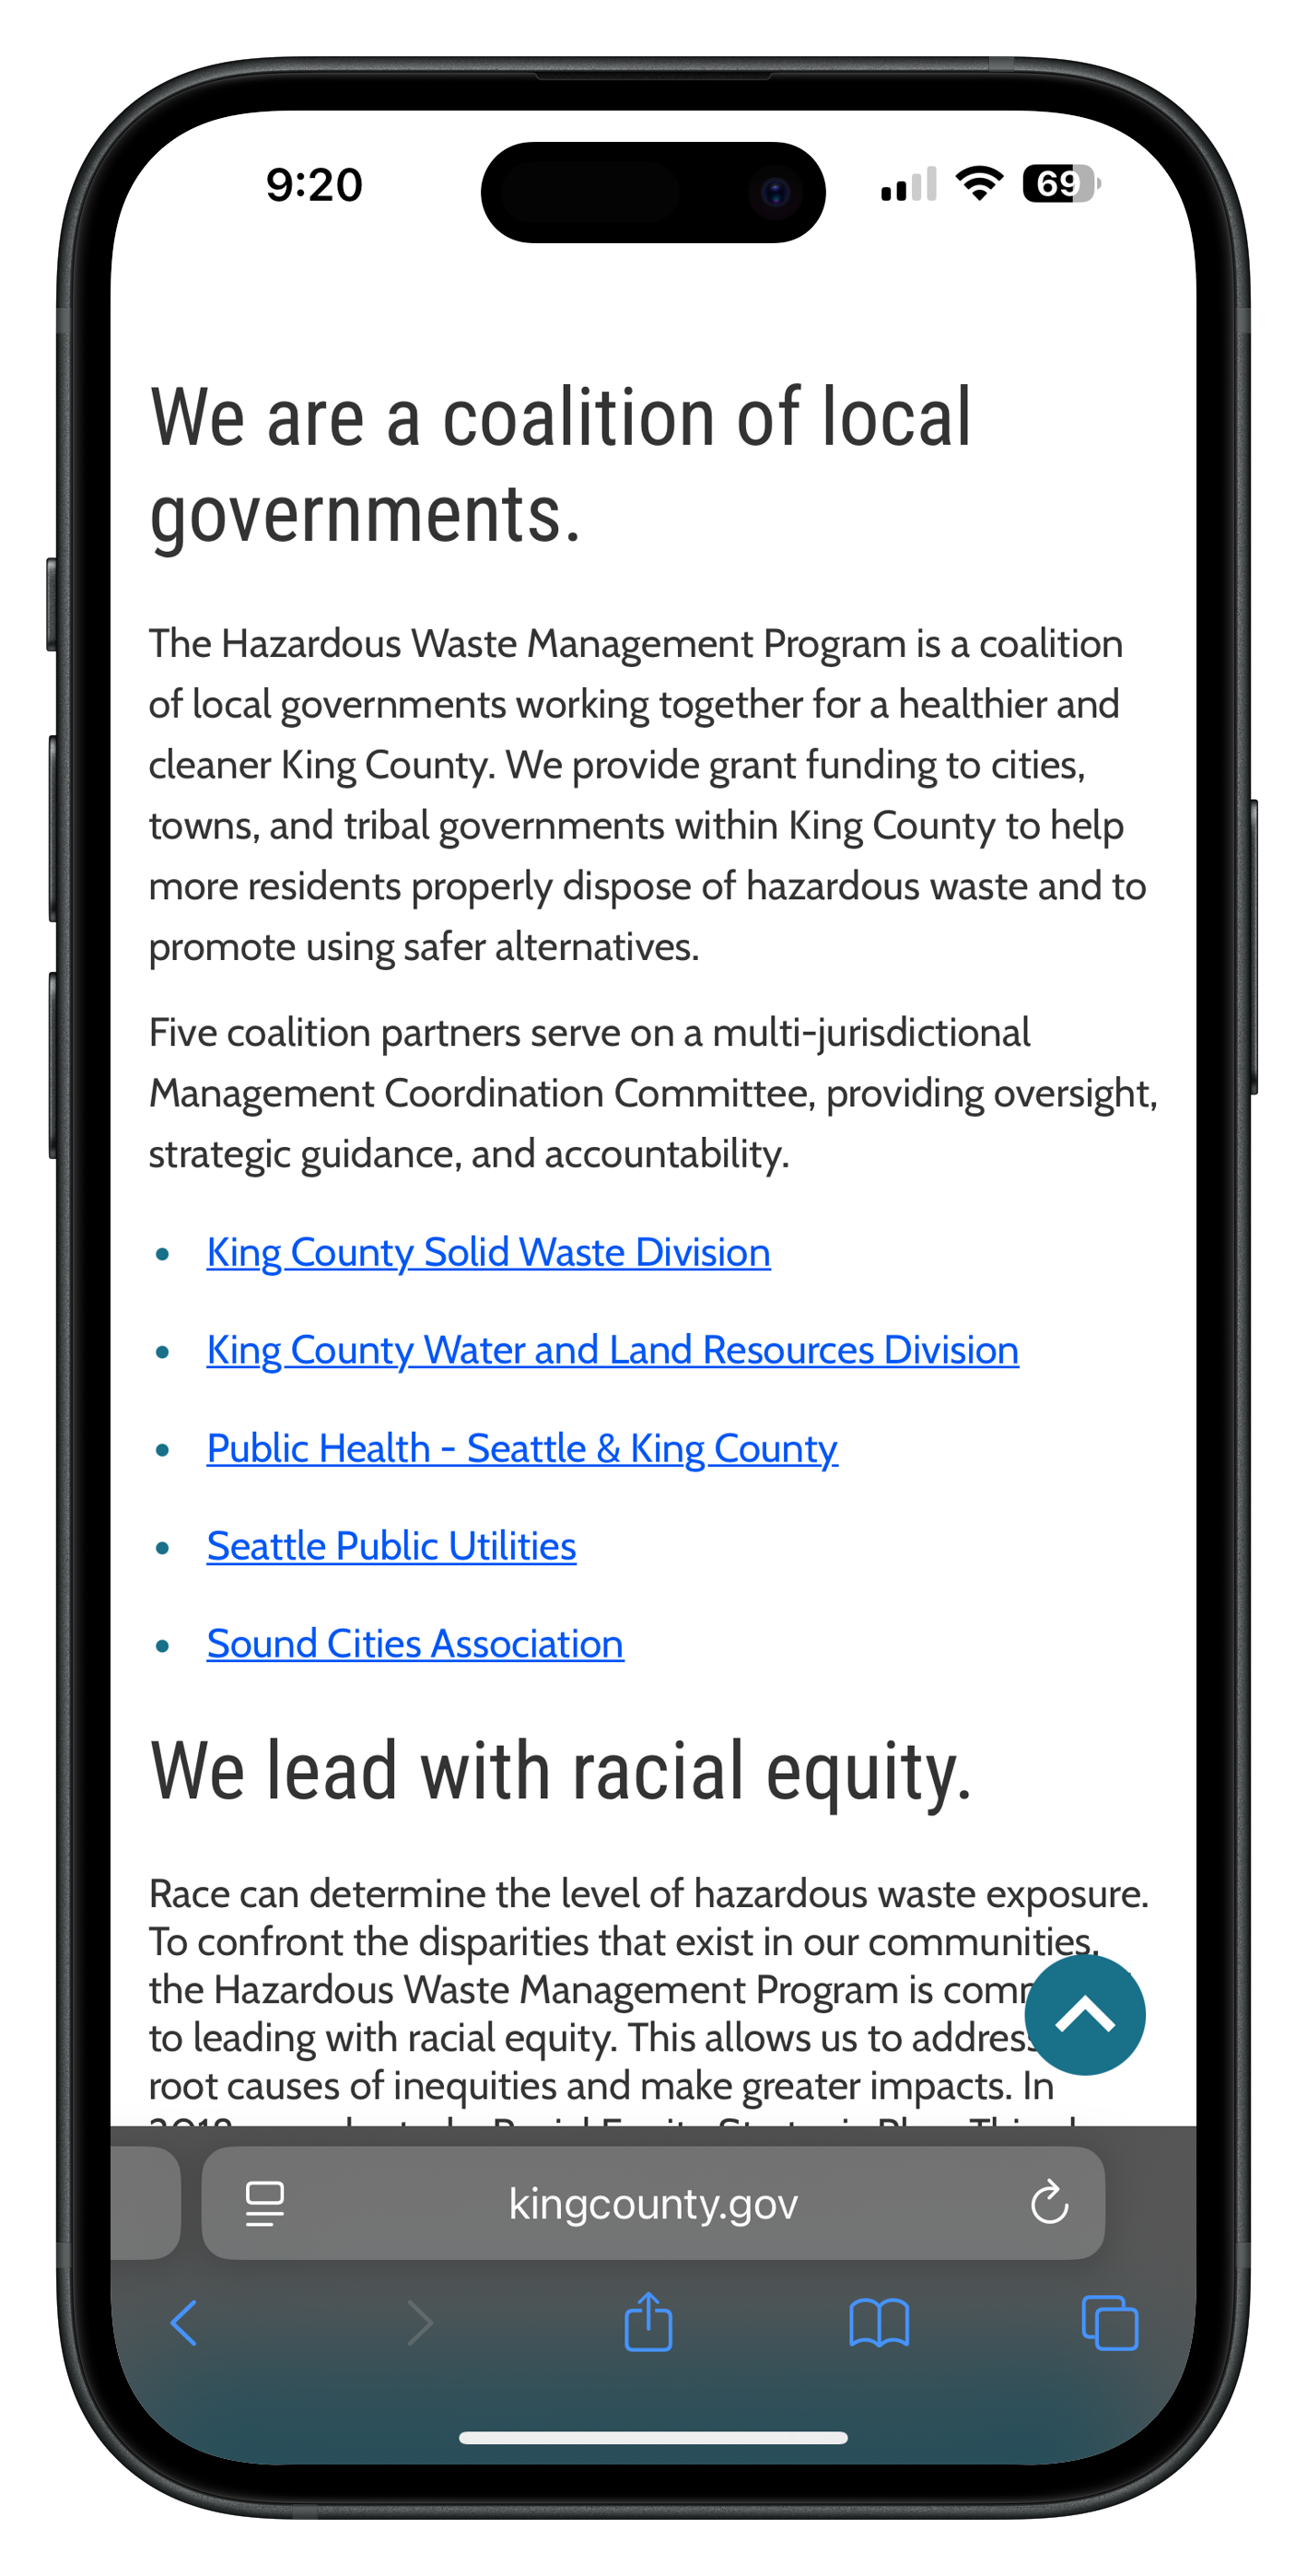 9:20
69
We are a coalition of local
governments.
The Hazardous Waste Management Program is a coalition
of local governments working together for a healthier and
cleaner King County. We provide grant funding to cities,
towns, and tribal governments within King County to help
more residents properly dispose of hazardous waste and to
promote using safer alternatives.
Five coalition partners serve on a multi-jurisdictional
Management Coordination Committee, providing oversight,
strategic guidance, and accountability.
• King County Solid Waste Division
• King County Water and Land Resources Division
• Public Health - Seattle & King County
• Seattle Public Utilities
• Sound Cities Association
We lead with racial equity.
Race can determine the level of hazardous waste exposure.
To confront the disparities that exist in our communities,
the Hazardous Waste Management Program is
to leading with racial equity. This allows us to address
root causes of inequities and make greater impacts. In
kingcounty.gov